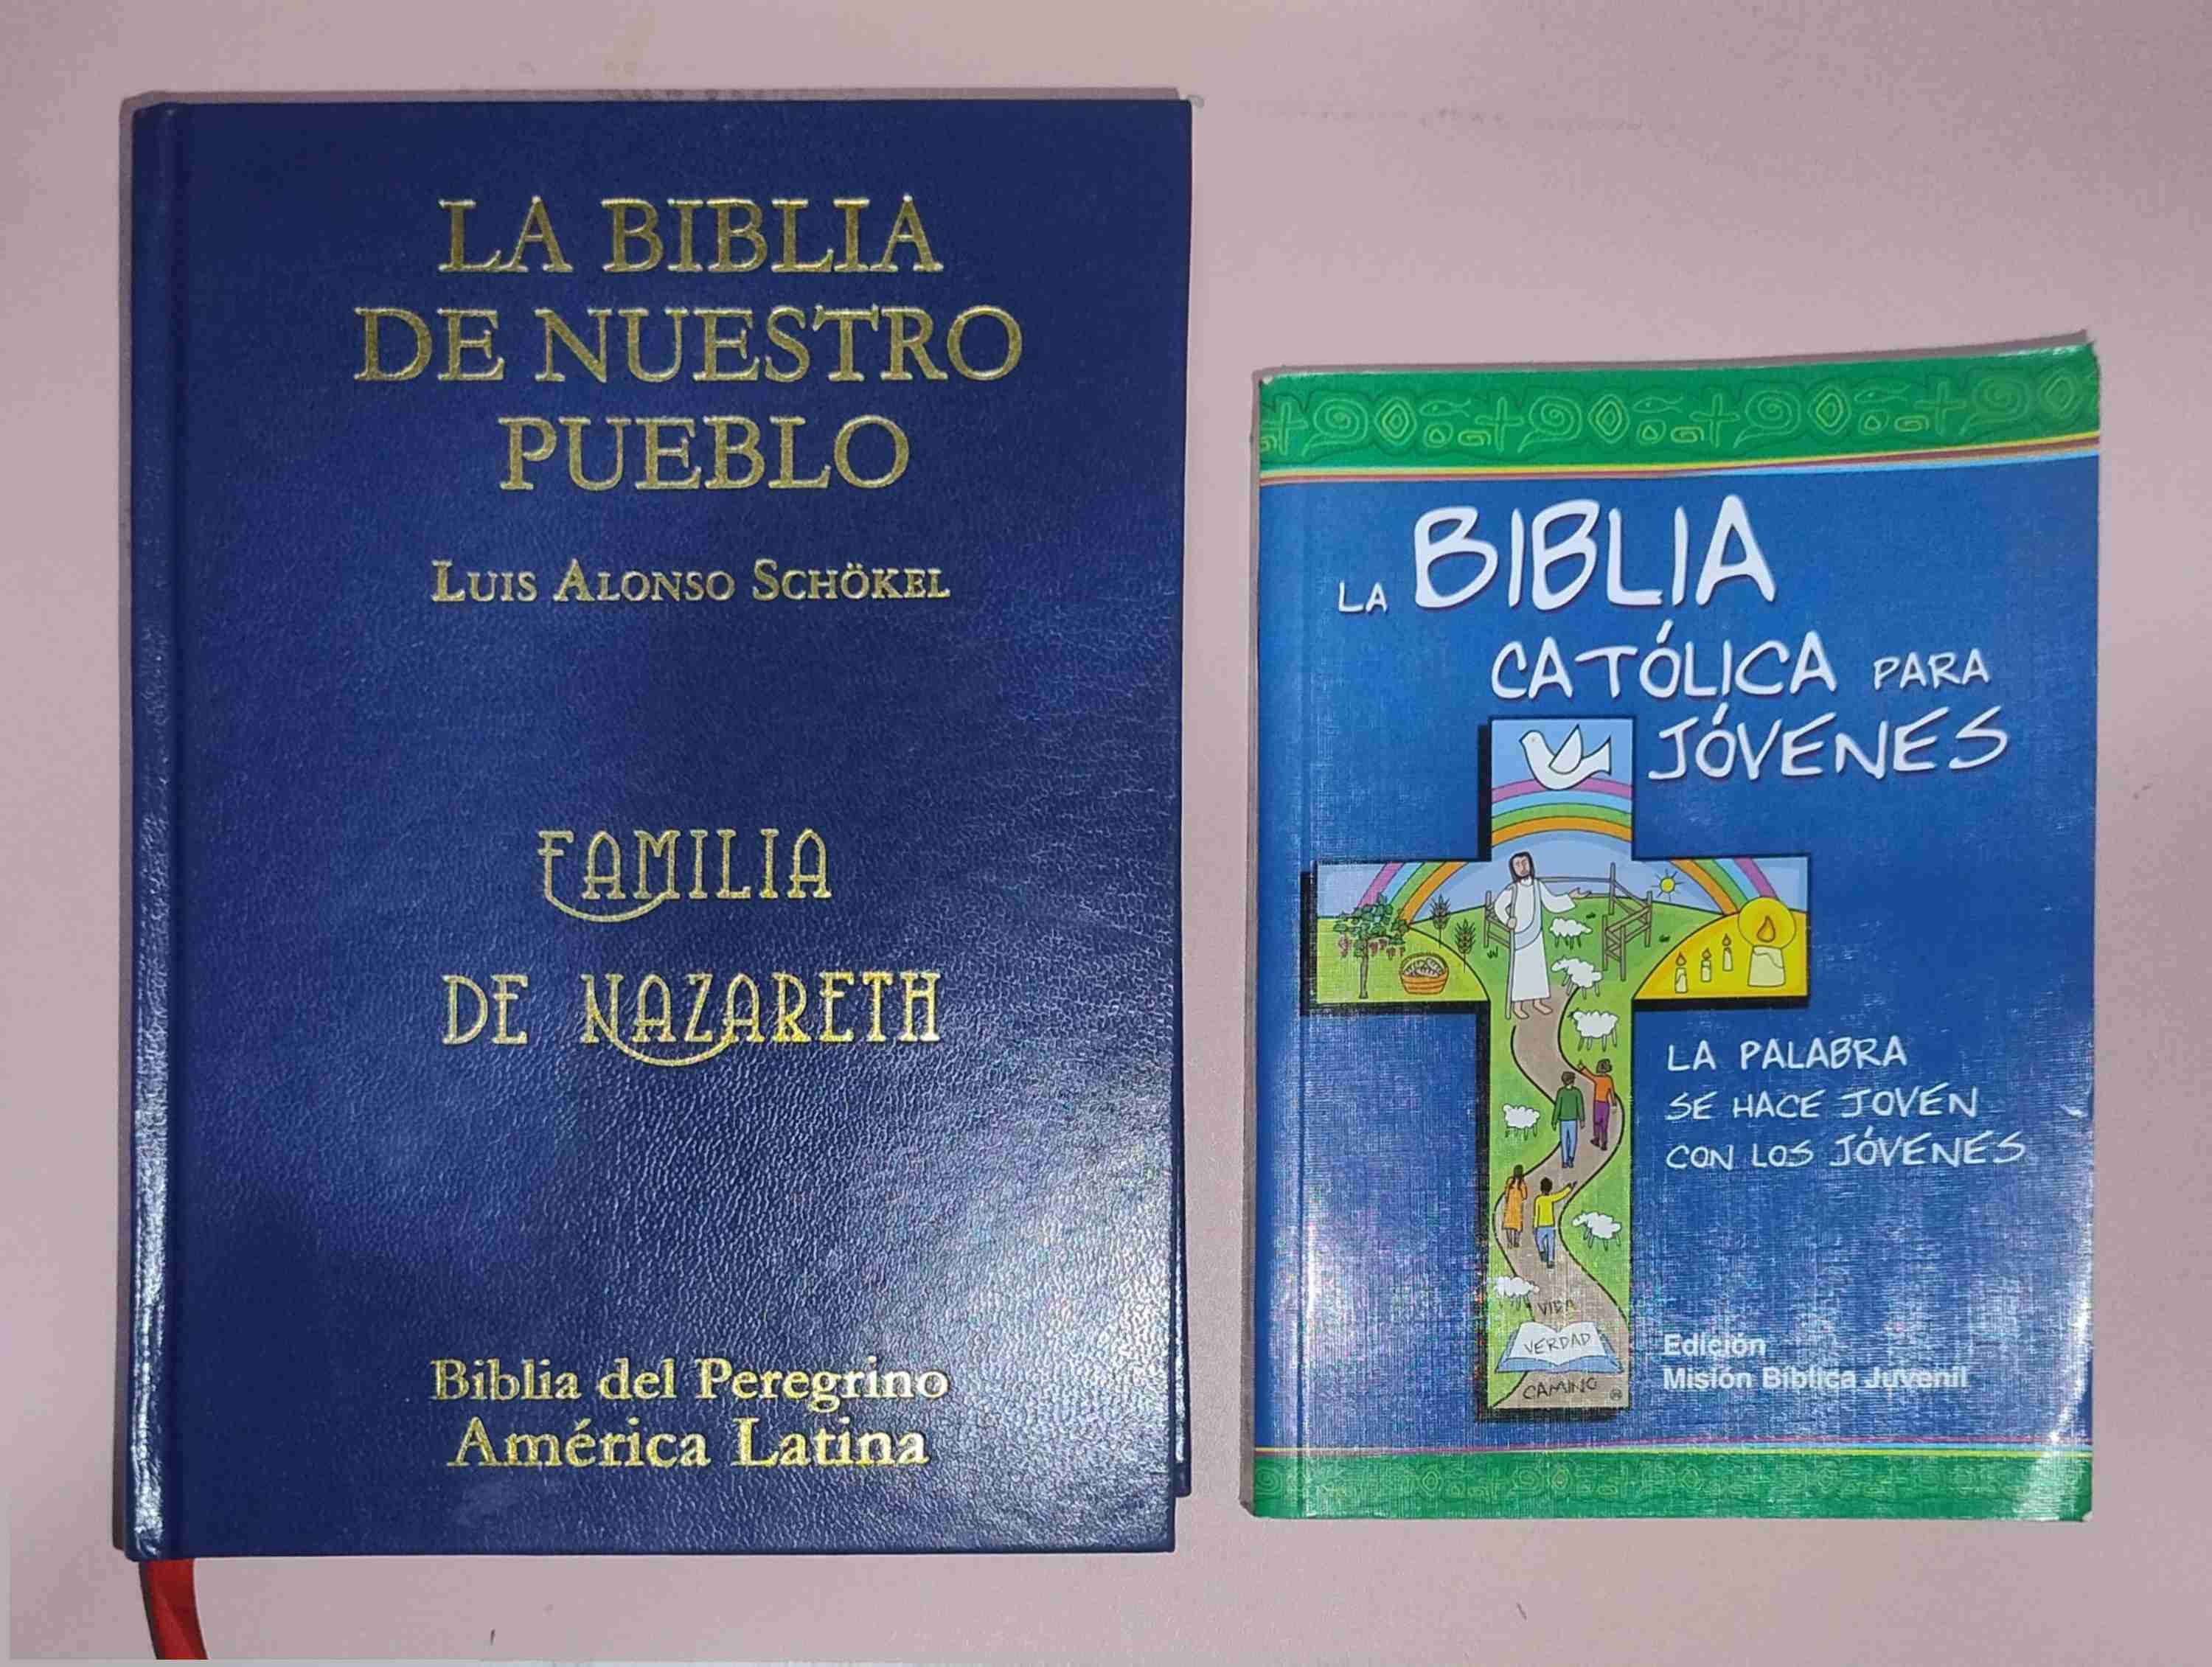 LA BIBLIA
DE NUESTRO
PUEBLO
LUIS ALONSO SCHÖKEL
FAMILIA
DE NAZARETH
Biblia del Peregrino
América Latina
LA BIBLIA
CATÓLICA PARA
JÓVENES
LA PALABRA
SE HACE JOVEN
CON LOS JÓVENES
VIDA
VERDAD
CAMINO
Edición
Misión Bíblica Juvenil